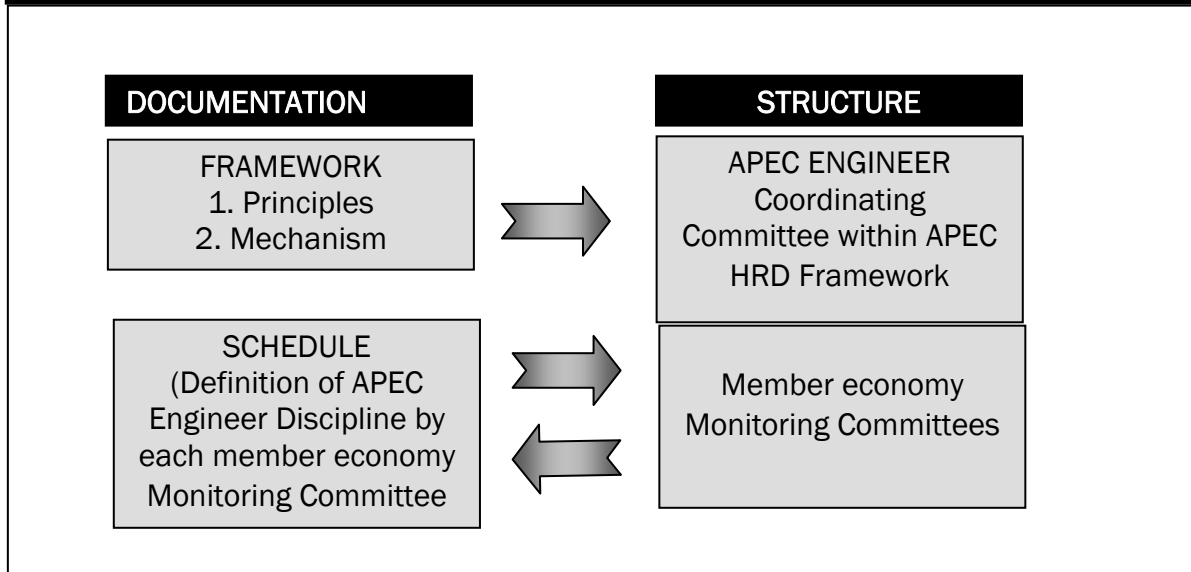 DOCUMENTATION
FRAMEWORK
1. Principles
2. Mechanism
SCHEDULE
(Definition of APEC
Engineer Discipline by
each member economy
Monitoring Committee
STRUCTURE
APEC ENGINEER
Coordinating
Committee within APEC
HRD Framework
Member economy
Monitoring Committees